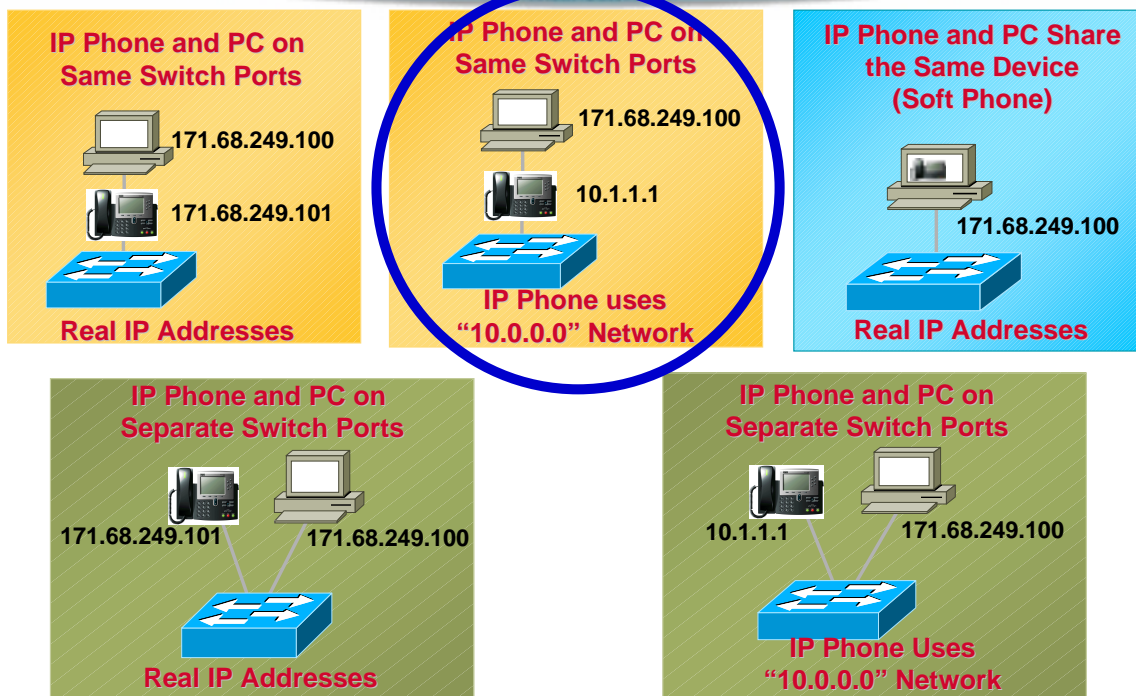 IP Phone and PC on
Same Switch Ports
171.68.249.100
171.68.249.101
Real IP Addresses
IP Phone and PC on
Same Switch Ports
171.68.249.100
10.1.1.1
IP Phone uses
“10.0.0.0” Network
IP Phone and PC Share
the Same Device
(Soft Phone)
171.68.249.100
Real IP Addresses
IP Phone and PC on
Separate Switch Ports
171.68.249.101
171.68.249.100
Real IP Addresses
IP Phone and PC on
Separate Switch Ports
10.1.1.1
171.68.249.100
IP Phone Uses
“10.0.0.0” Network